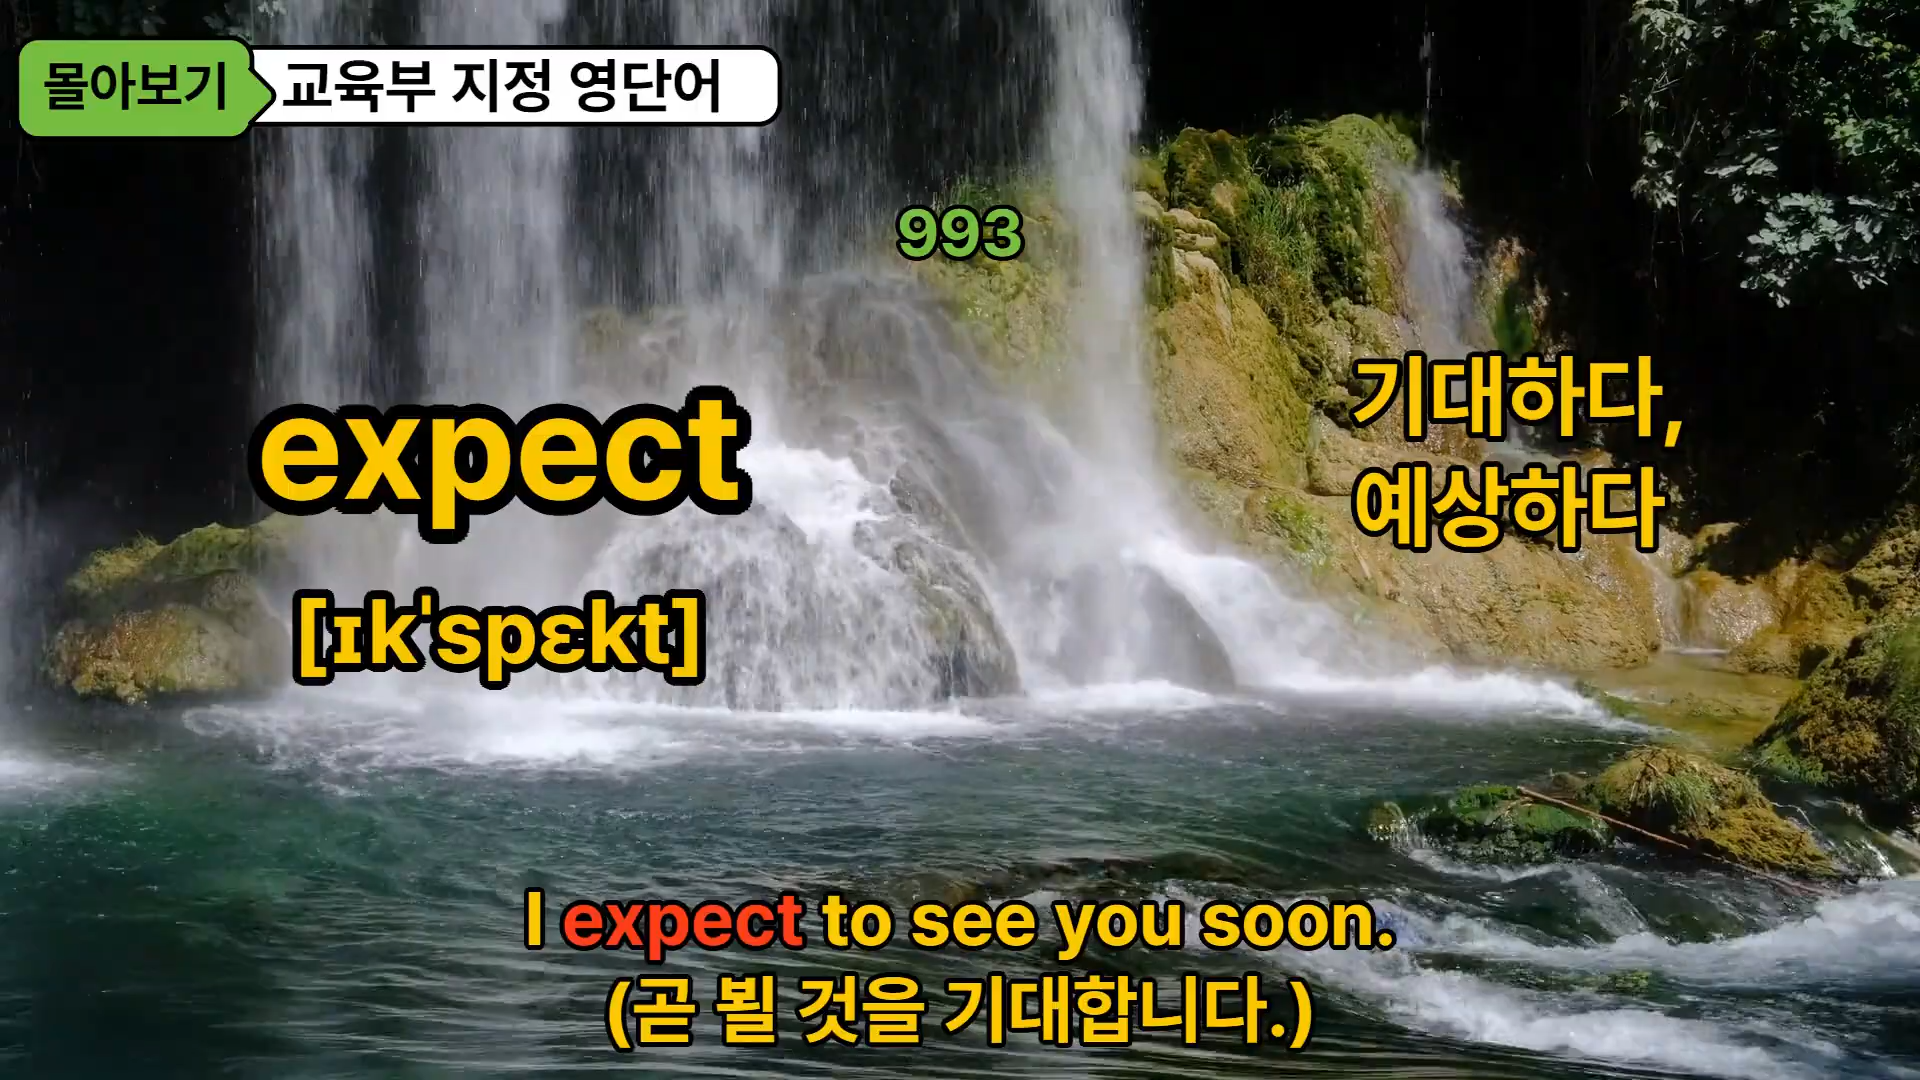 몰아보기 교육부 지정 영단어
993
expect
[ɪkˈspɛkt]
기대하다,
예상하다
I expect to see you soon.
(곧 뵐 것을 기대합니다.)